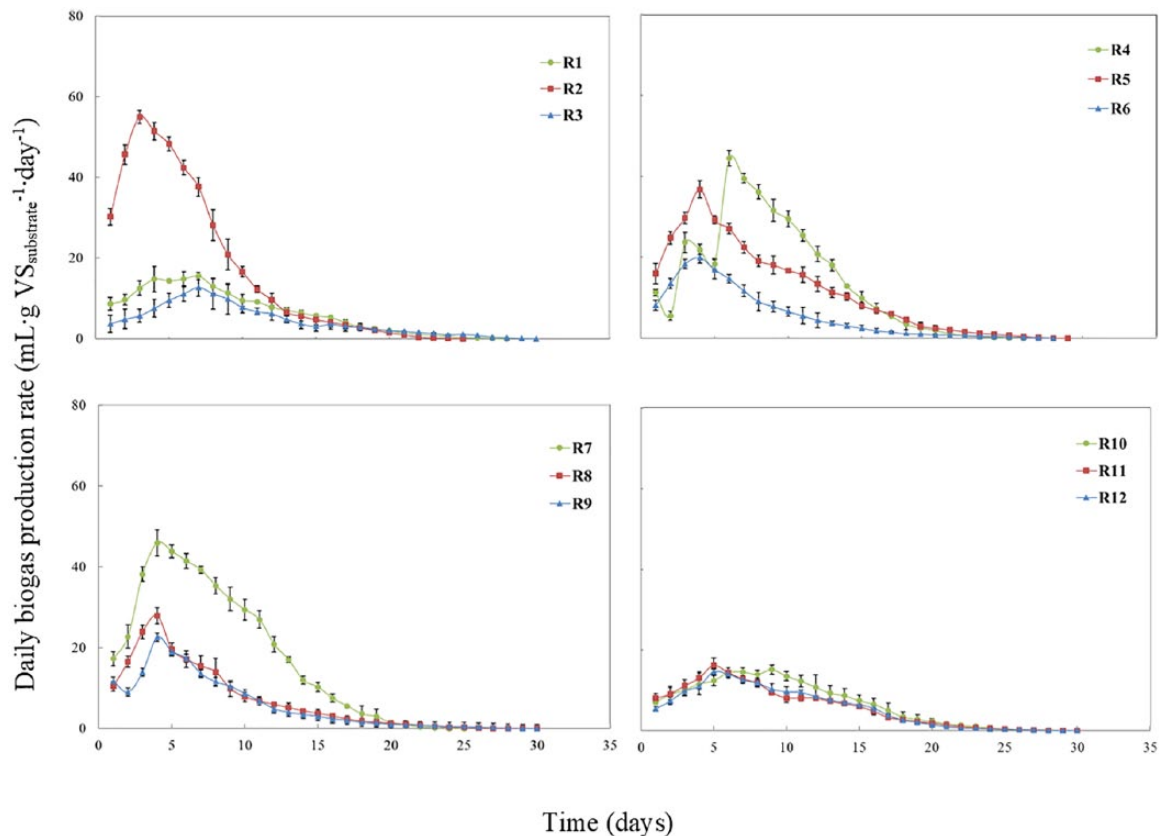 Daily biogas production rate (mL·g VSsubstrate⁻¹·day⁻¹)
80
60
40
20
0
R1
R2
R3
R4
R5
R6
80
60
40
20
0
R7
R8
R9
0 5 10 15 20 25 30 35
R10
R11
R12
0 5 10 15 20 25 30 35
Time (days)